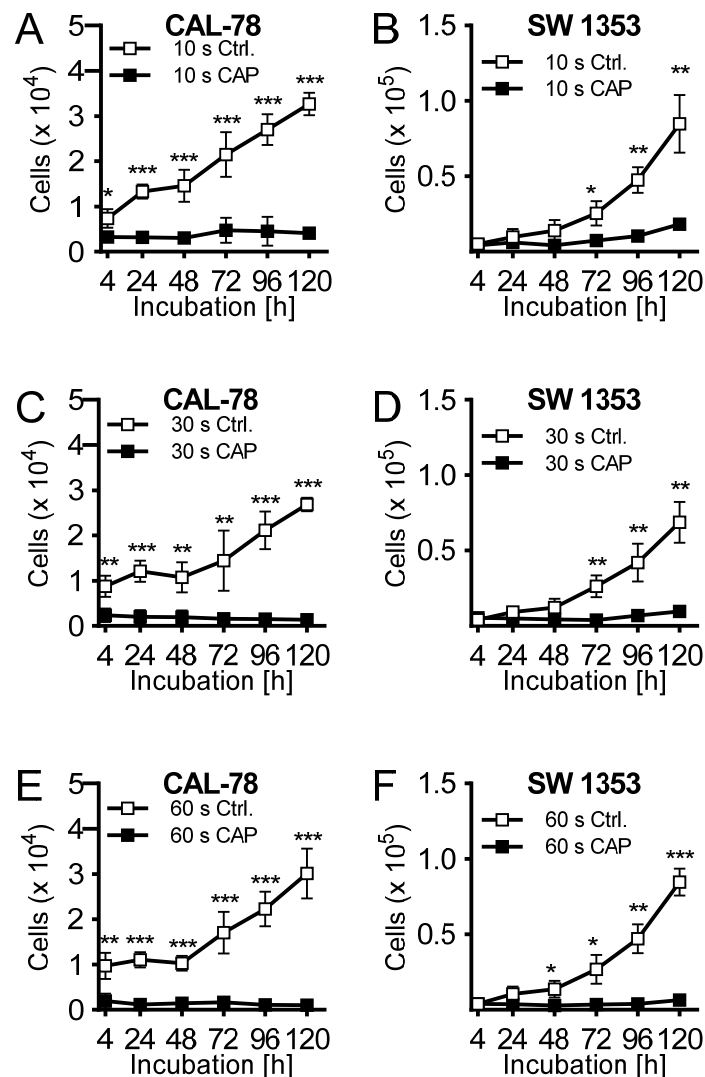 A
CAL-78
10 s Ctrl.
10 s CAP
Cells (x 10⁴)
5
4
3
2
1
0
*
***
***
***
***
***
4 24 48 72 96 120
Incubation [h]
B
SW 1353
10 s Ctrl.
10 s CAP
Cells (x 10⁵)
1.5
1.0
0.5
*
**
**
4 24 48 72 96 120
Incubation [h]
C
CAL-78
30 s Ctrl.
30 s CAP
Cells (x 10⁴)
5
4
3
2
1
0
**
***
**
**
***
***
4 24 48 72 96 120
Incubation [h]
D
SW 1353
30 s Ctrl.
30 s CAP
Cells (x 10⁵)
1.5
1.0
0.5
**
**
**
4 24 48 72 96 120
Incubation [h]
E
CAL-78
60 s Ctrl.
60 s CAP
Cells (x 10⁴)
5
4
3
2
1
0
**
***
***
***
***
***
4 24 48 72 96 120
Incubation [h]
F
SW 1353
60 s Ctrl.
60 s CAP
Cells (x 10⁵)
1.5
1.0
0.5
*
*
**
***
4 24 48 72 96 120
Incubation [h]